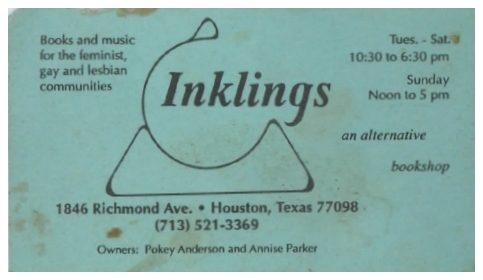 Books and music
for the feminist,
gay and lesbian
communities
Tues. - Sat.
10:30 to 6:30 pm
Sunday
Noon to 5 pm
Inklings
an alternative
bookshop
1846 Richmond Ave. • Houston, Texas 77098
(713) 521-3369
Owners: Pokey Anderson and Annise Parker